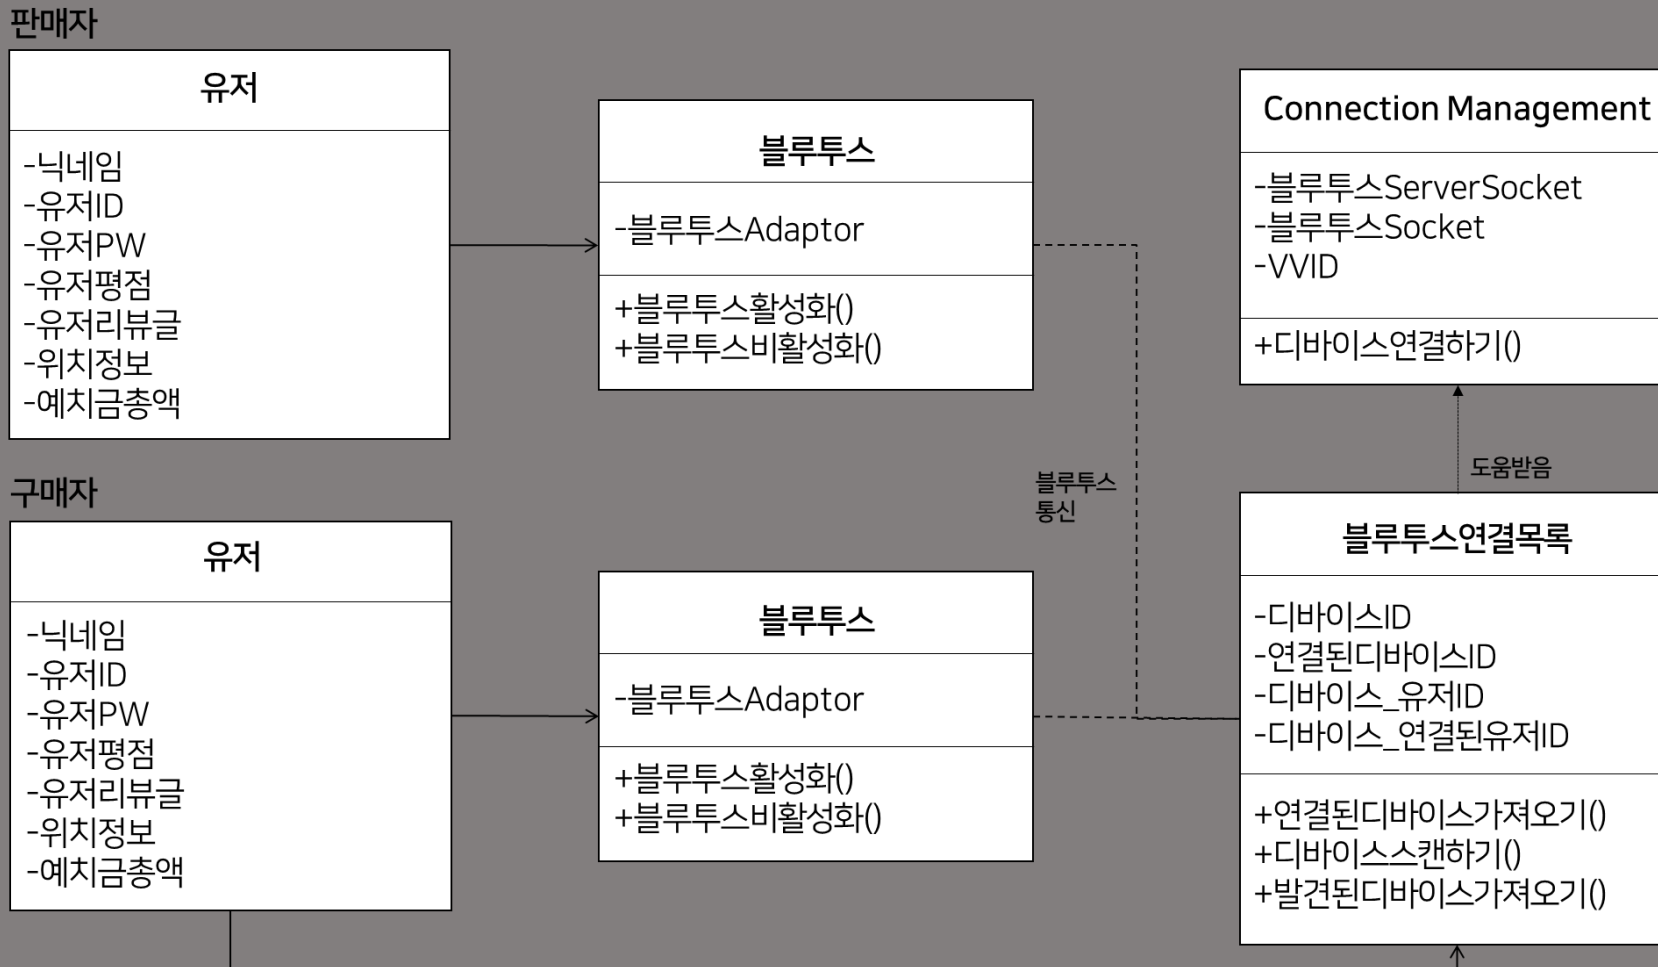 판매자
유저
-닉네임
-유저ID
-유저PW
-유저평점
-유저리뷰글
-위치정보
-예치금총액
블루투스
-블루투스Adaptor
+블루투스활성화()
+블루투스비활성화()
Connection Management
-블루투스ServerSocket
-블루투스Socket
-VVID
+디바이스연결하기()
도움받음
블루투스
통신
구매자
유저
-닉네임
-유저ID
-유저PW
-유저평점
-유저리뷰글
-위치정보
-예치금총액
블루투스
-블루투스Adaptor
+블루투스활성화()
+블루투스비활성화()
블루투스연결목록
-디바이스ID
-연결된디바이스ID
-디바이스_유저ID
-디바이스_연결된유저ID
+연결된디바이스가져오기()
+디바이스스캔하기()
+발견된디바이스가져오기()